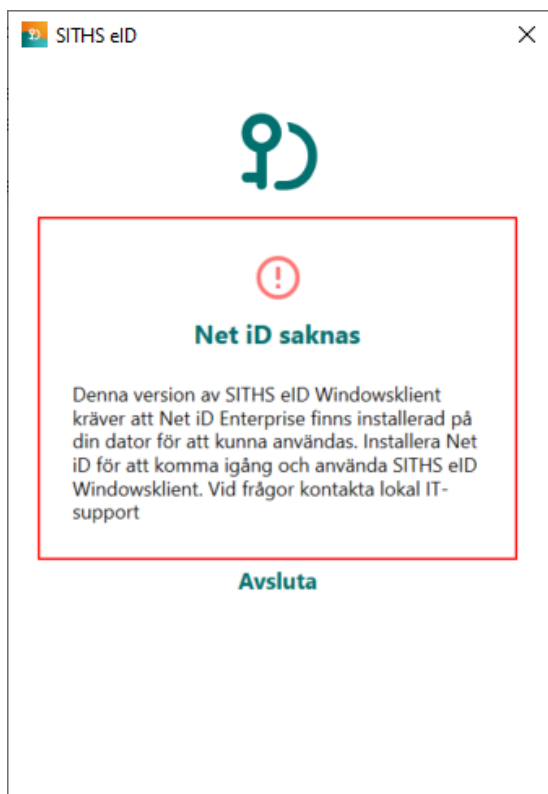 SITHS eID
Net iD saknas
Denna version av SITHS eID Windowsklient
kräver att Net iD Enterprise finns installerad på
din dator för att kunna användas. Installera Net
iD för att komma igång och använda SITHS eID
Windowsklient. Vid frågor kontakta lokal IT-
support
Avsluta